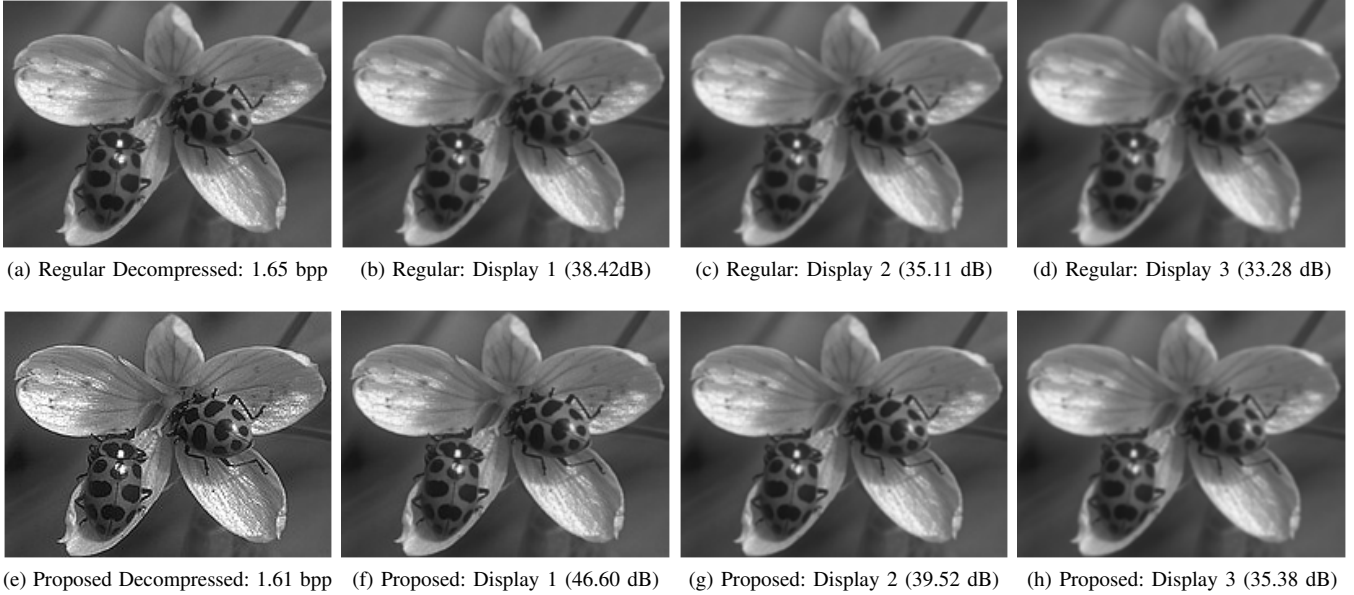 (a) Regular Decompressed: 1.65 bpp
(b) Regular: Display 1 (38.42dB)
(c) Regular: Display 2 (35.11 dB)
(d) Regular: Display 3 (33.28 dB)
(e) Proposed Decompressed: 1.61 bpp
(f) Proposed: Display 1 (46.60 dB)
(g) Proposed: Display 2 (39.52 dB)
(h) Proposed: Display 3 (35.38 dB)